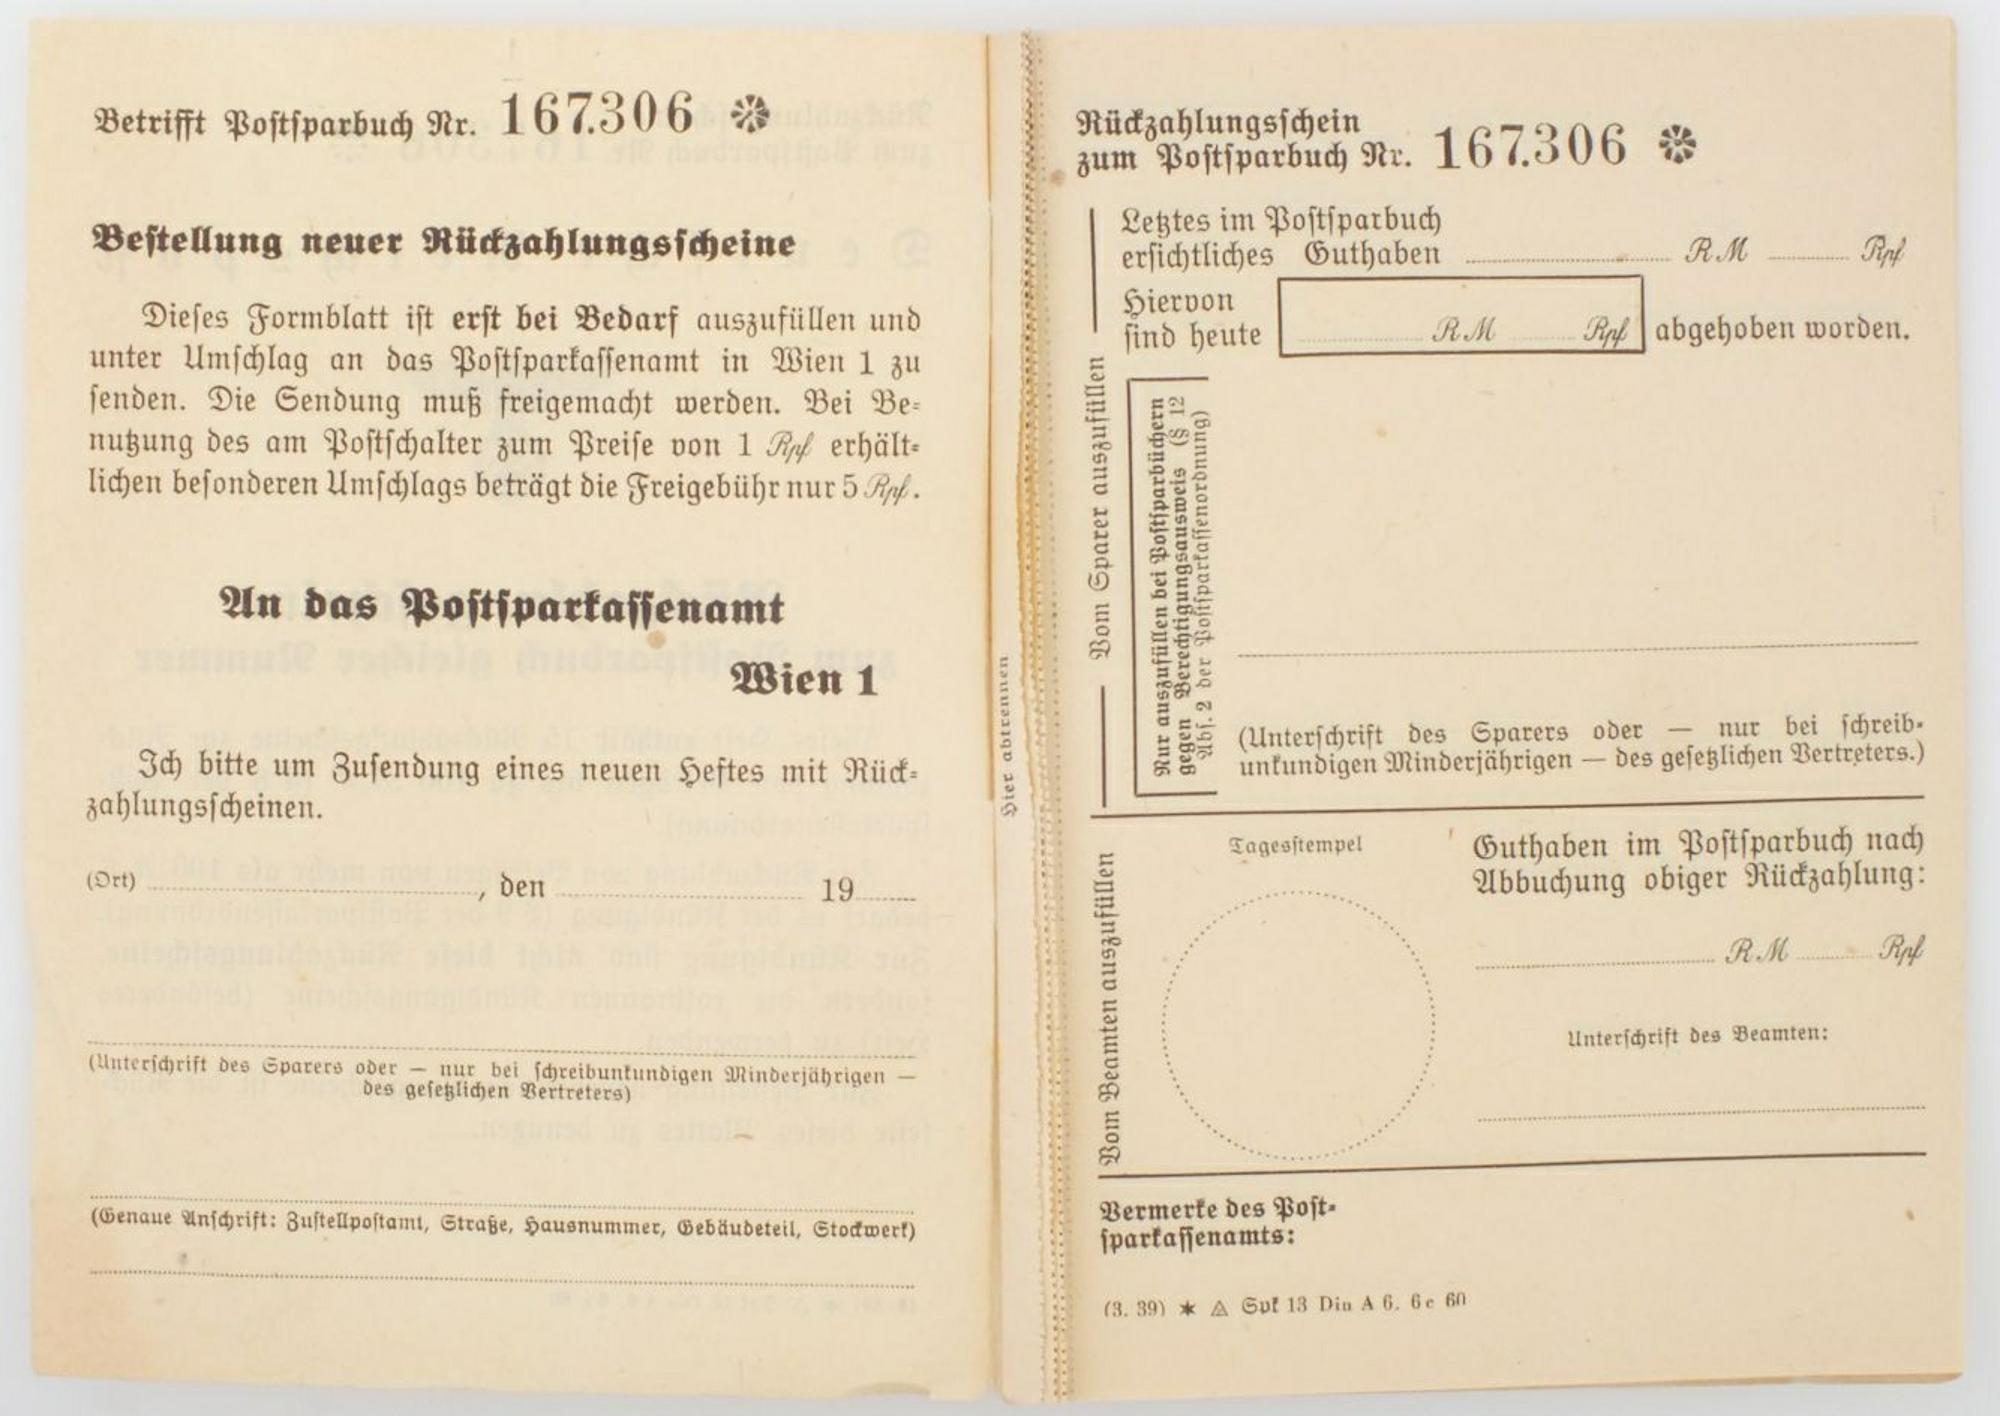 Betrifft Postsparbuch Nr. 167.306
Bestellung neuer Rückzahlungsscheine
Dieses Formblatt ist erst bei Bedarf auszufüllen und
unter Umschlag an das Postsparkassenamt in Wien 1 zu
senden. Die Sendung muß freigemacht werden. Bei Be-
nutzung des am Postschalter zum Preise von 1 Rpf erhält-
lichen besonderen Umschlags beträgt die Freigebühr nur 5 Rpf.
An das Postsparkassenamt
Wien 1
Ich bitte um Zusendung eines neuen Heftes mit Rück-
zahlungsscheinen.
(Ort) , den 19
(Unterschrift des Sparers oder — nur bei schreibunkundigen Minderjährigen —
des gesetzlichen Vertreters)
(Genaue Anschrift: Zustellpostamt, Straße, Hausnummer, Gebäudeteil, Stockwerk)
Hier abtrennen
Rückzahlungsschein
zum Postsparbuch Nr. 167.306
Vom Sparer auszufüllen
Letztes im Postsparbuch
ersichtliches Guthaben RM Rpf
Hiervon
sind heute RM Rpf abgehoben worden.
Nur auszufüllen bei Postsparbüchern
gegen Berechtigungsausweis (§ 12
Abs. 2 der Postsparkassenordnung)
(Unterschrift des Sparers oder — nur bei schreib-
unkundigen Minderjährigen — des gesetzlichen Vertreters.)
Vom Beamten auszufüllen
Tagesstempel
Guthaben im Postsparbuch nach
Abbuchung obiger Rückzahlung:
RM Rpf
Unterschrift des Beamten:
Vermerke des Post-
sparkassenamts:
(3. 39) ✶ Spk 13 Din A 6. 6c 60